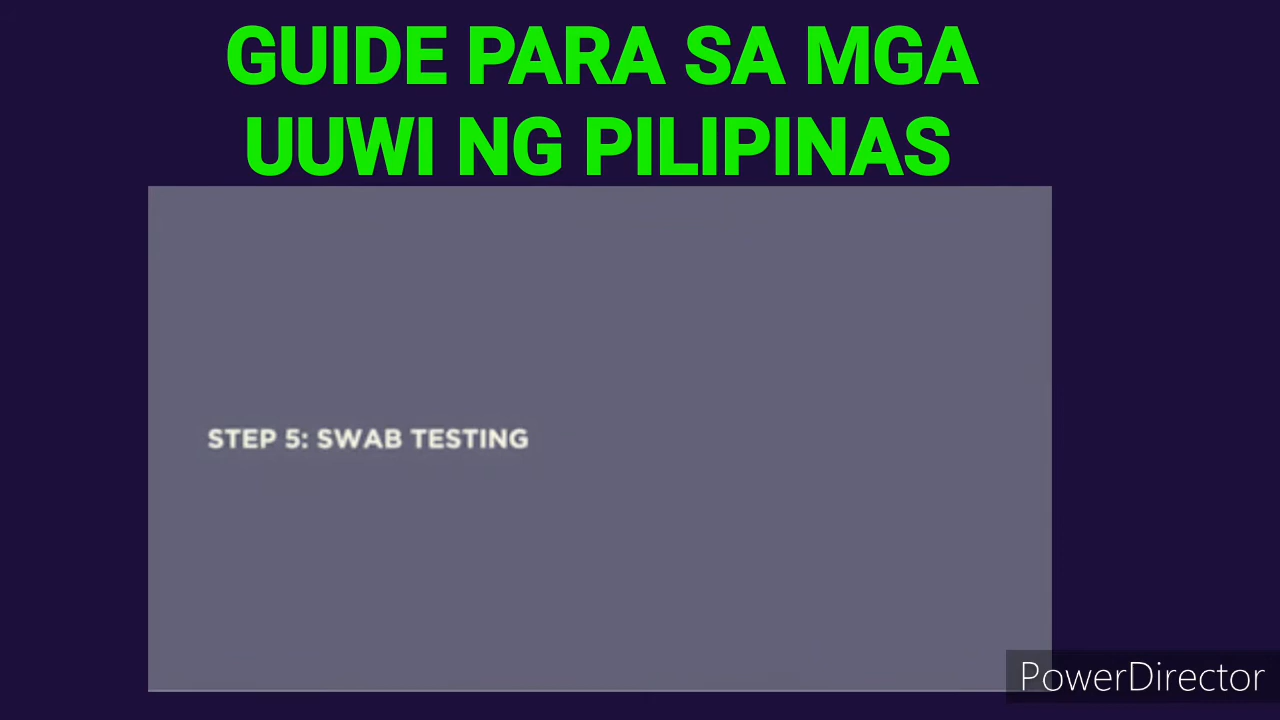 GUIDE PARA SA MGA
UUWI NG PILIPINAS
STEP 5: SWAB TESTING
PowerDirector